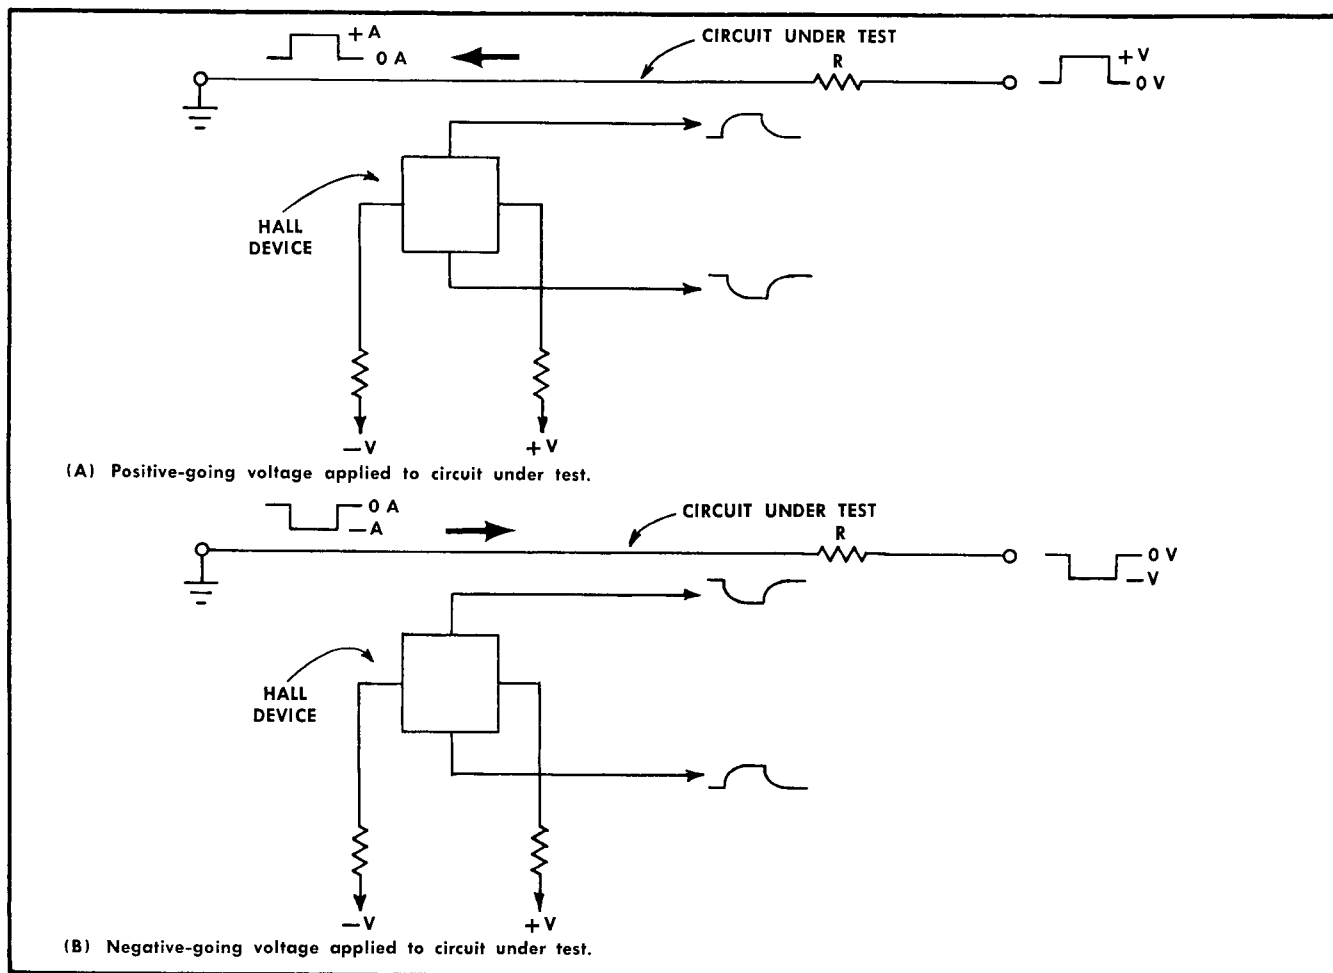 + A
0 A
CIRCUIT UNDER TEST
R
+ V
0 V
HALL
DEVICE
— V
+ V
(A) Positive-going voltage applied to circuit under test.
0 A
— A
CIRCUIT UNDER TEST
R
0 V
— V
HALL
DEVICE
— V
+ V
(B) Negative-going voltage applied to circuit under test.